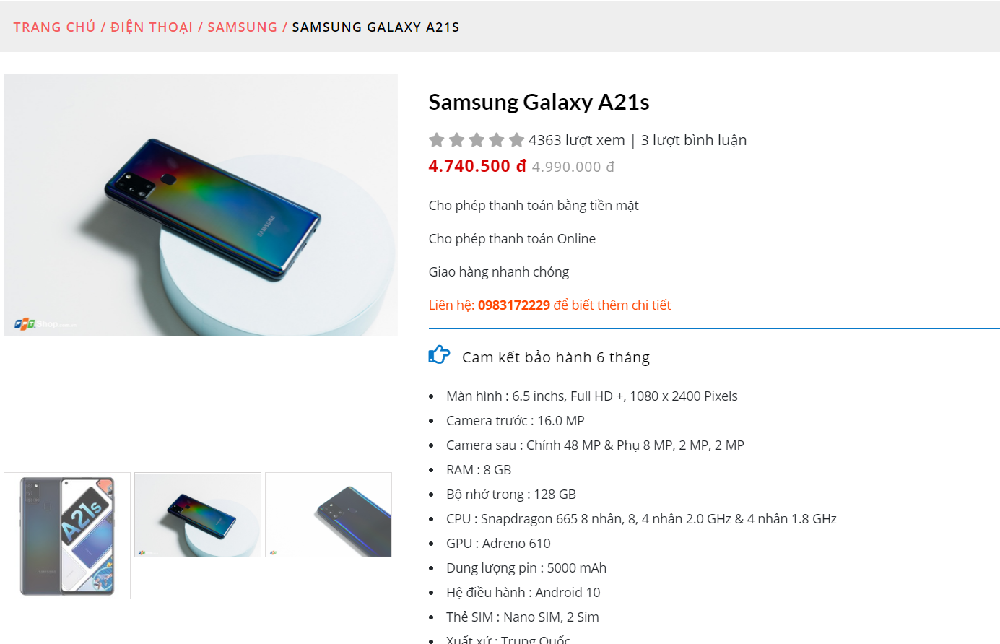 TRANG CHỦ / ĐIỆN THOẠI / SAMSUNG / SAMSUNG GALAXY A21S
Samsung Galaxy A21s
4363 lượt xem | 3 lượt bình luận
4.740.500 đ 4.990.000 đ
Cho phép thanh toán bằng tiền mặt
Cho phép thanh toán Online
Giao hàng nhanh chóng
Liên hệ: 0983172229 để biết thêm chi tiết
Cam kết bảo hành 6 tháng
Màn hình : 6.5 inchs, Full HD +, 1080 x 2400 Pixels
Camera trước : 16.0 MP
Camera sau : Chính 48 MP & Phụ 8 MP, 2 MP, 2 MP
RAM : 8 GB
Bộ nhớ trong : 128 GB
CPU : Snapdragon 665 8 nhân, 8, 4 nhân 2.0 GHz & 4 nhân 1.8 GHz
GPU : Adreno 610
Dung lượng pin : 5000 mAh
Hệ điều hành : Android 10
Thẻ SIM : Nano SIM, 2 Sim
Xuất xứ : Trung Quốc
SAMSUNG
FPT Shop
A21s